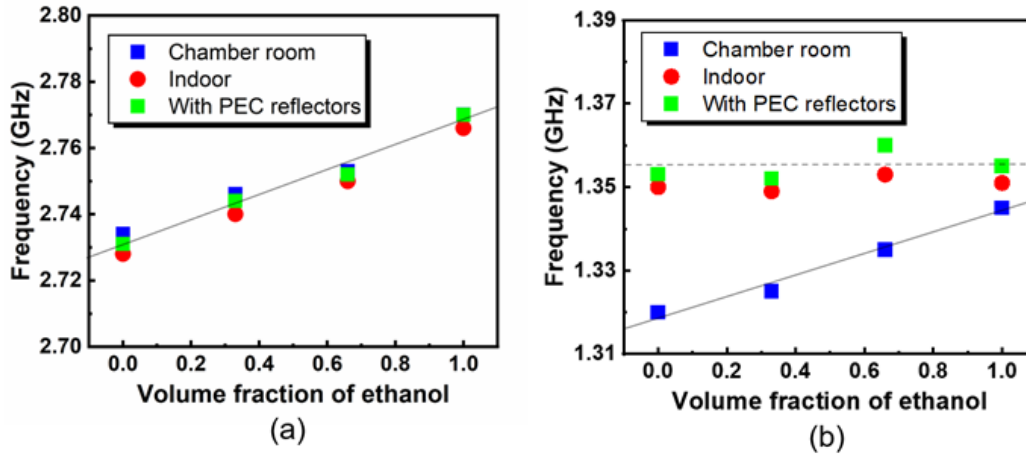 2.80
2.78
2.76
2.74
2.72
2.70
Frequency (GHz)
Chamber room
Indoor
With PEC reflectors
0.0 0.2 0.4 0.6 0.8 1.0
Volume fraction of ethanol
(a)
1.39
1.37
1.35
1.33
1.31
Frequency (GHz)
Chamber room
Indoor
With PEC reflectors
0.0 0.2 0.4 0.6 0.8 1.0
Volume fraction of ethanol
(b)